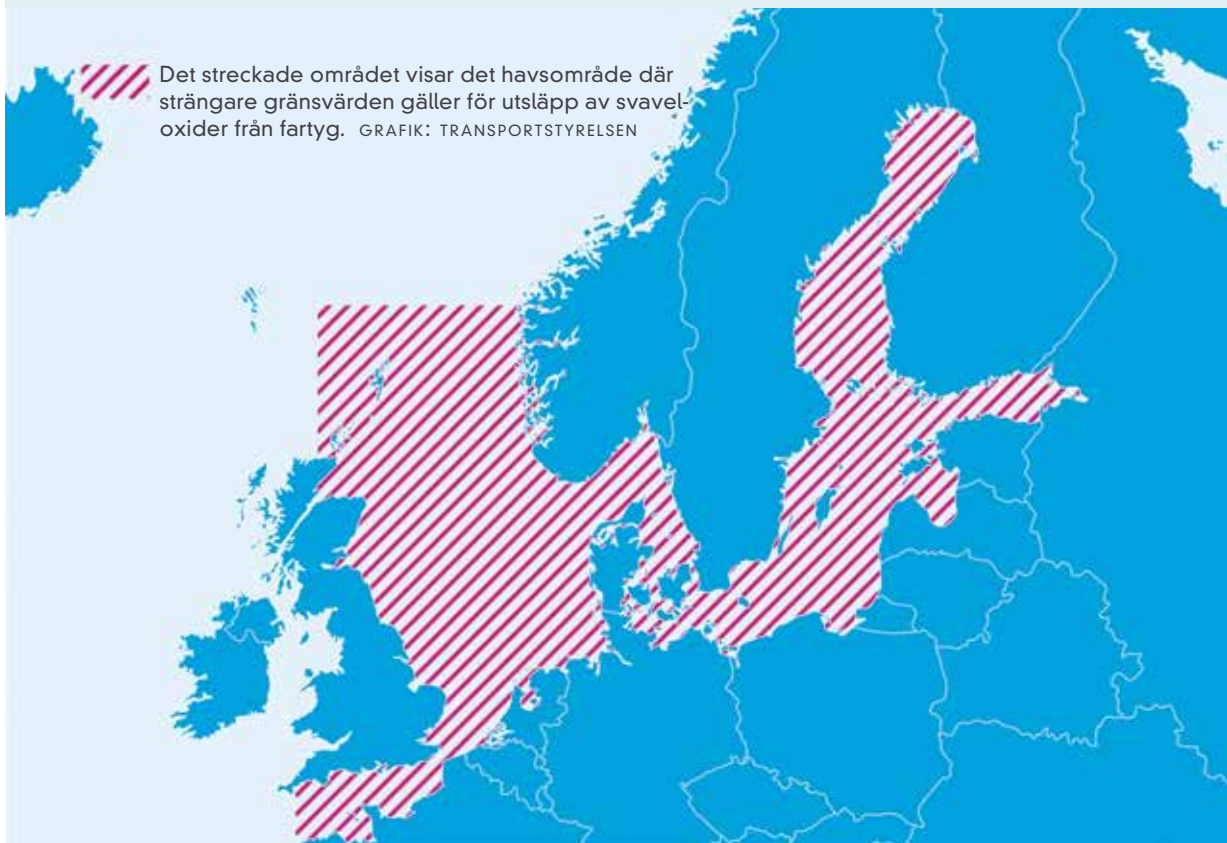 Det streckade området visar det havsområde där
strängare gränsvärden gäller för utsläpp av svavel-
oxider från fartyg. GRAFIK: TRANSPORTSTYRELSEN